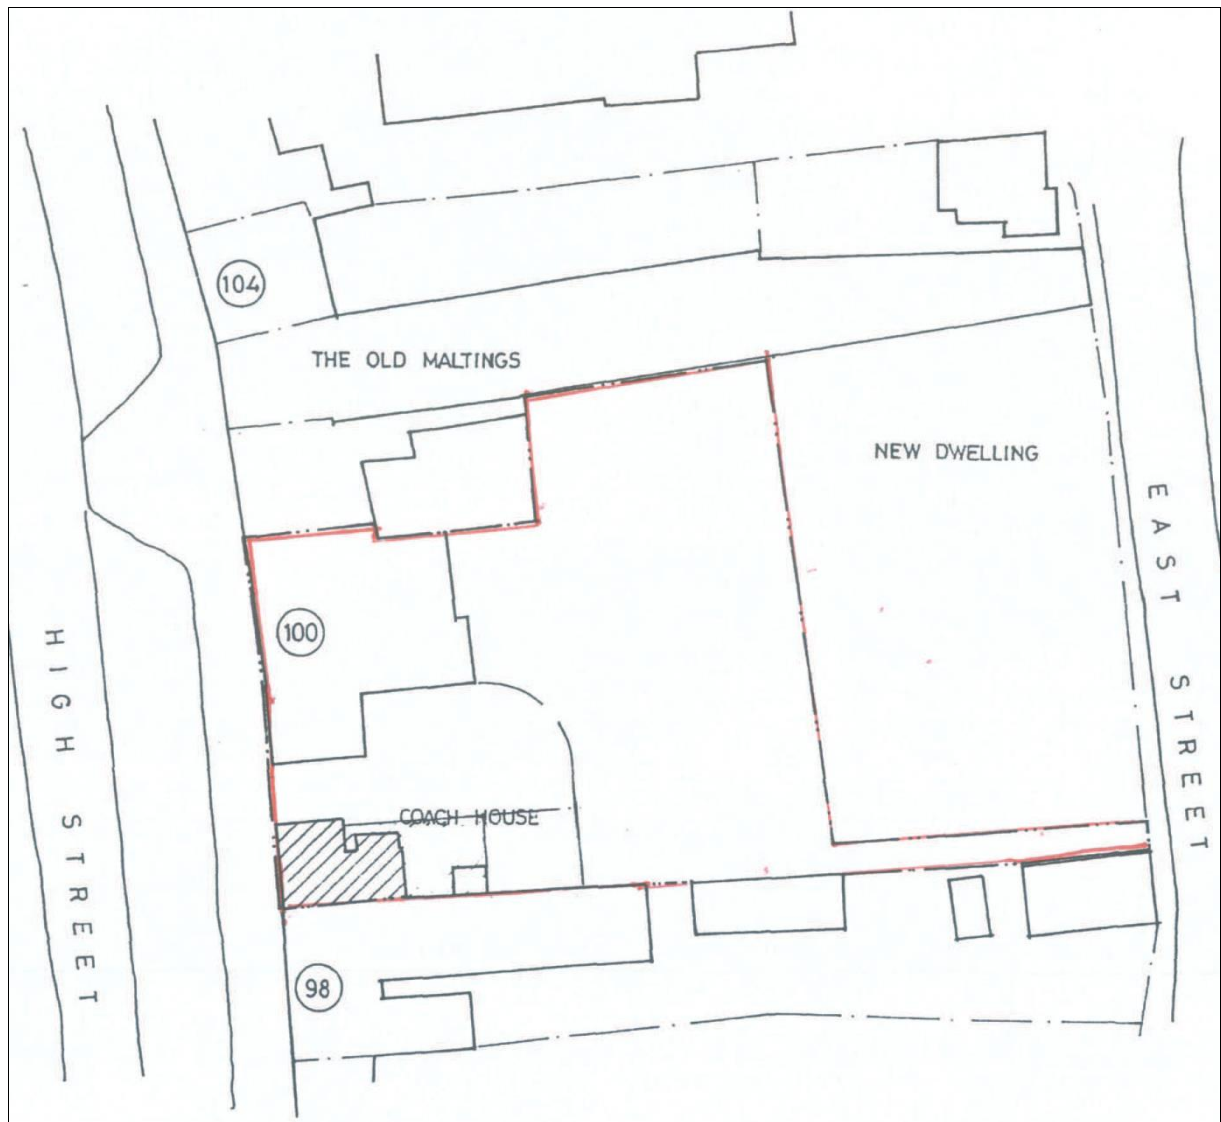 104
THE OLD MALTINGS
NEW DWELLING
EAST STREET
100
HIGH STREET
COACH HOUSE
98